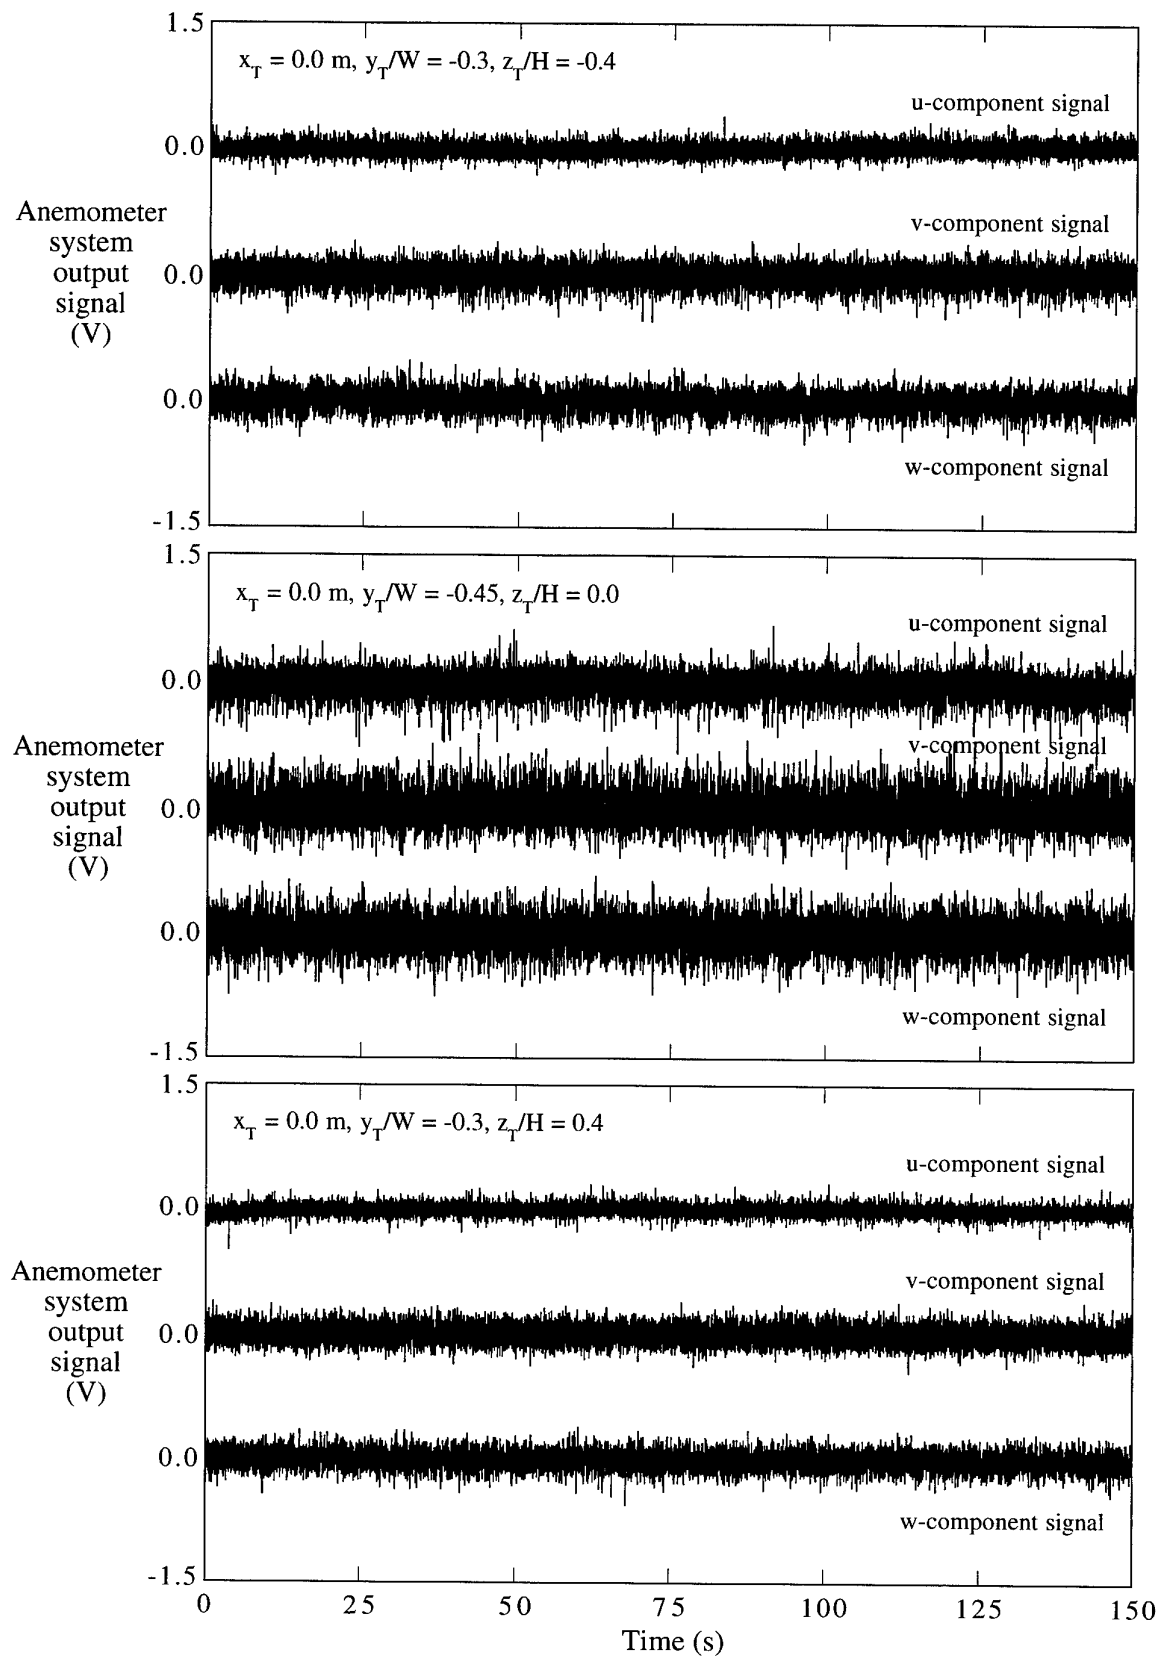 1.5
x_T = 0.0 m, y_T/W = -0.3, z_T/H = -0.4
u-component signal
0.0
Anemometer
system
output
signal
(V)
v-component signal
0.0
0.0
w-component signal
-1.5
1.5
x_T = 0.0 m, y_T/W = -0.45, z_T/H = 0.0
u-component signal
0.0
Anemometer
system
output
signal
(V)
v-component signal
0.0
0.0
w-component signal
-1.5
1.5
x_T = 0.0 m, y_T/W = -0.3, z_T/H = 0.4
u-component signal
0.0
Anemometer
system
output
signal
(V)
v-component signal
0.0
0.0
w-component signal
-1.5
0 25 50 75 100 125 150
Time (s)